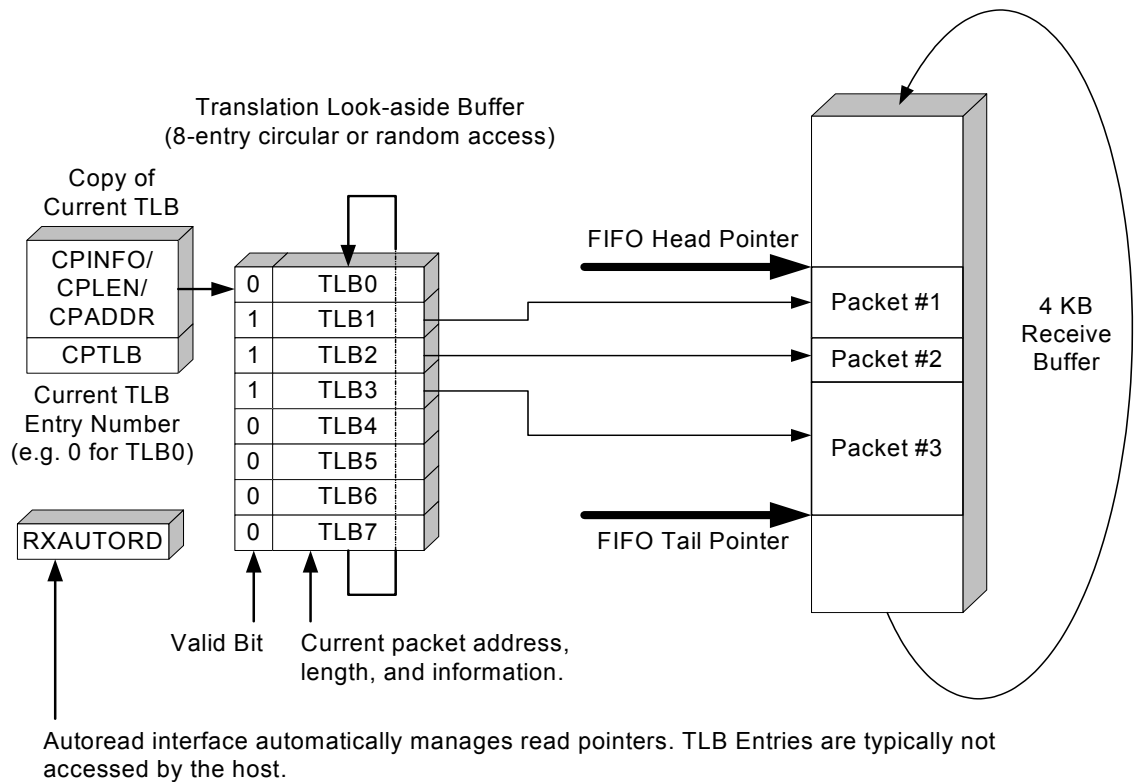 Translation Look-aside Buffer
(8-entry circular or random access)
Copy of
Current TLB
CPINFO/
CPLEN/
CPADDR
CPTLB
Current TLB
Entry Number
(e.g. 0 for TLB0)
RXAUTORD
0 TLB0
1 TLB1
1 TLB2
1 TLB3
0 TLB4
0 TLB5
0 TLB6
0 TLB7
Valid Bit
Current packet address,
length, and information.
FIFO Head Pointer
FIFO Tail Pointer
Packet #1
Packet #2
Packet #3
4 KB
Receive
Buffer
Autoread interface automatically manages read pointers. TLB Entries are typically not
accessed by the host.